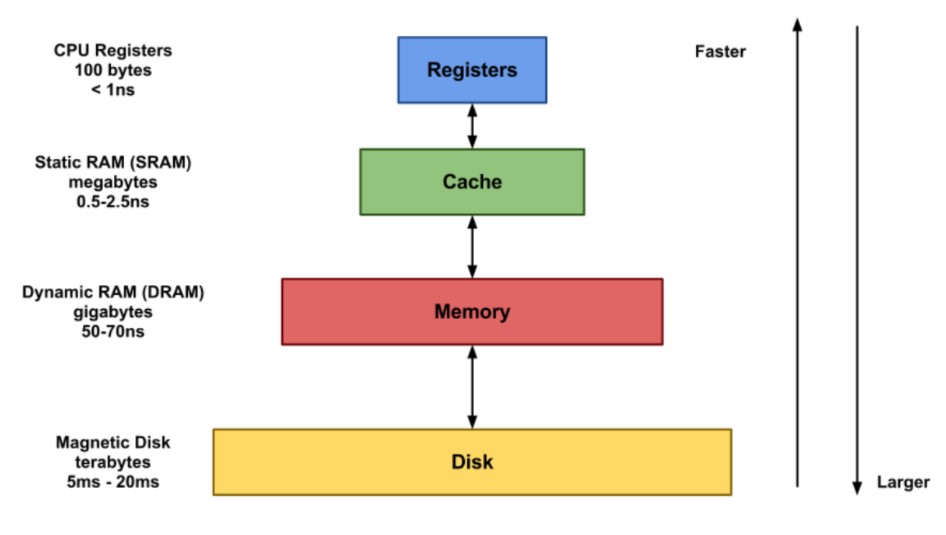 CPU Registers
100 bytes
< 1ns
Registers
Faster
Static RAM (SRAM)
megabytes
0.5-2.5ns
Cache
Dynamic RAM (DRAM)
gigabytes
50-70ns
Memory
Magnetic Disk
terabytes
5ms - 20ms
Disk
Larger